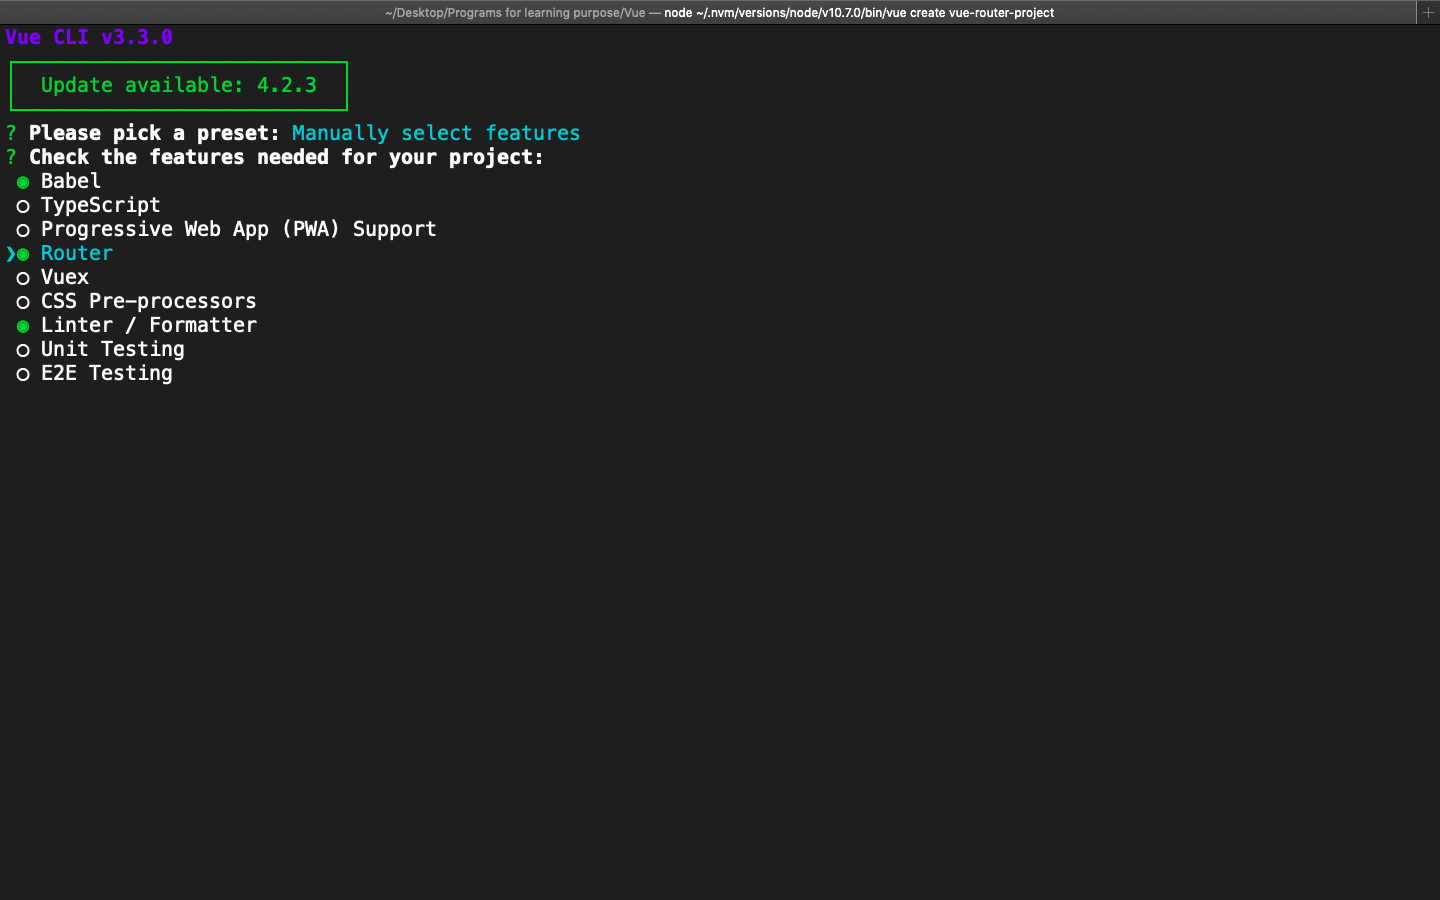 ~/Desktop/Programs for learning purpose/Vue — node ~/.nvm/versions/node/v10.7.0/bin/vue create vue-router-project
Vue CLI v3.3.0
Update available: 4.2.3
? Please pick a preset: Manually select features
? Check the features needed for your project:
◉ Babel
◯ TypeScript
◯ Progressive Web App (PWA) Support
❯◉ Router
◯ Vuex
◯ CSS Pre-processors
◉ Linter / Formatter
◯ Unit Testing
◯ E2E Testing